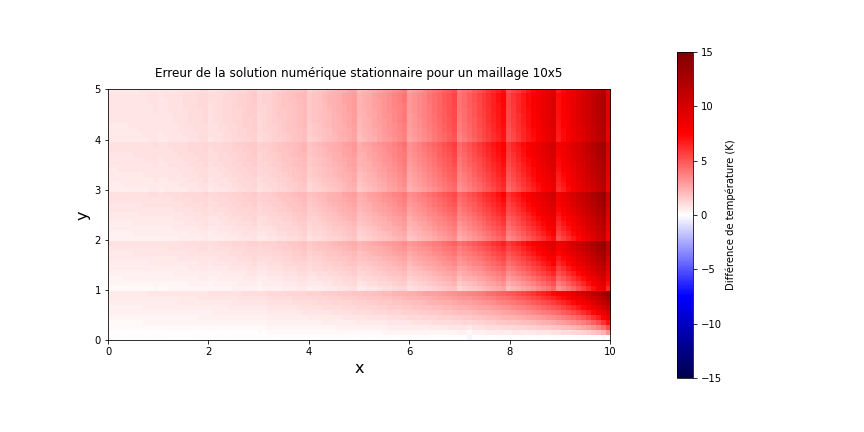 Erreur de la solution numérique stationnaire pour un maillage 10x5
5
4
3
2
1
0
y
0 2 4 6 8 10
x
15
10
5
0
−5
−10
−15
Différence de température (K)